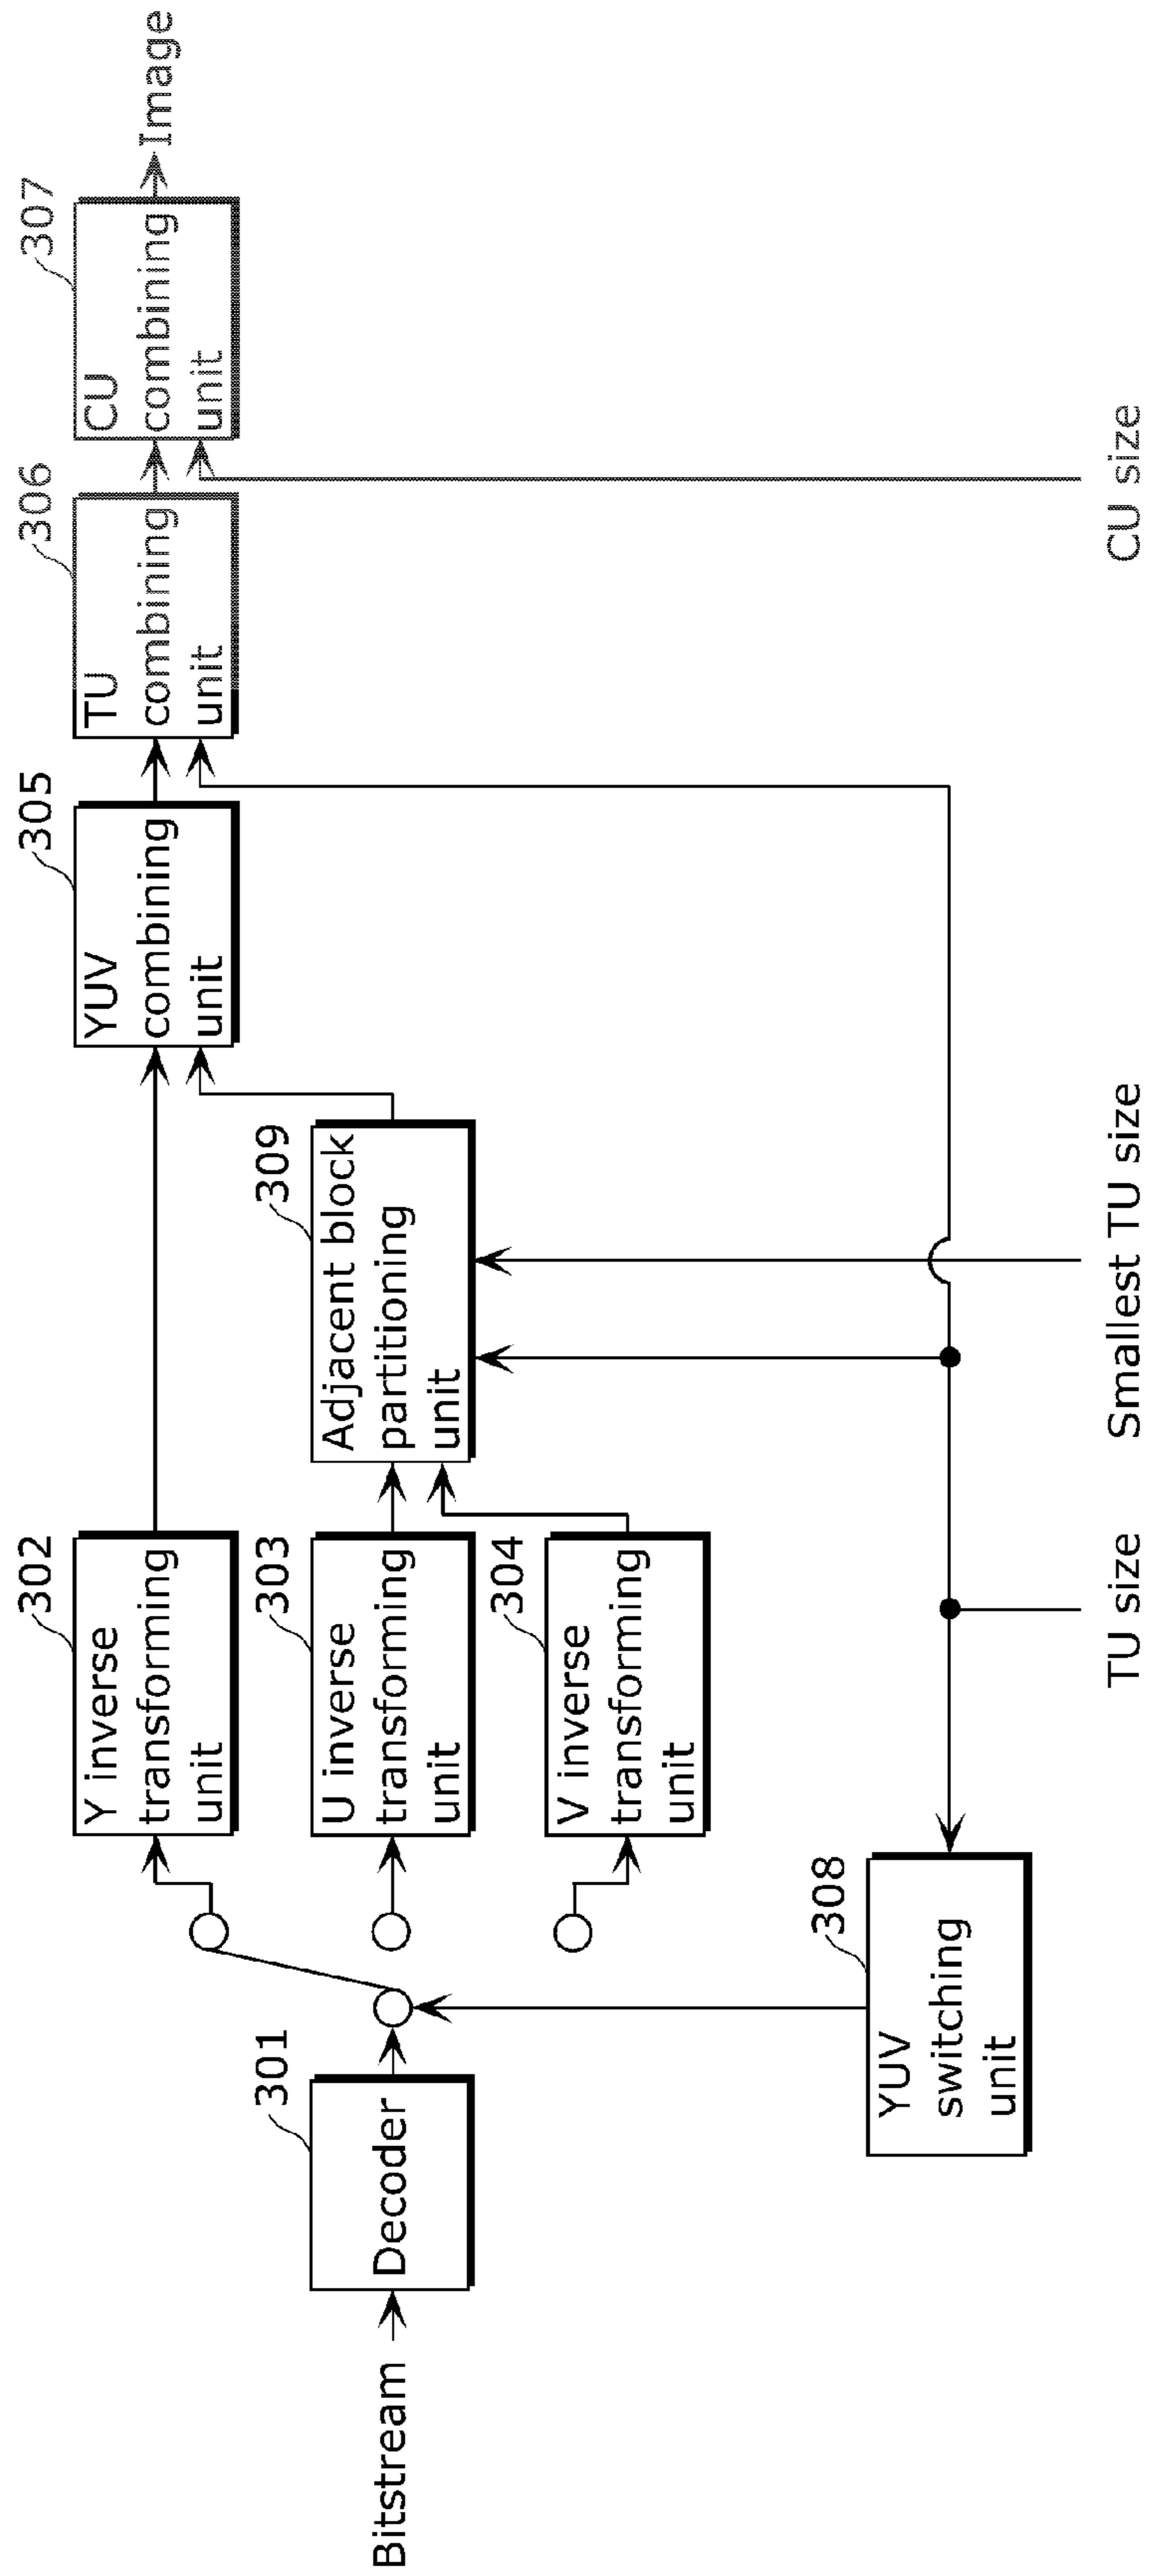 Bitstream
301
Decoder
302
Y inverse
transforming
unit
303
U inverse
transforming
unit
304
V inverse
transforming
unit
308
YUV
switching
unit
309
Adjacent block
partitioning
unit
305
YUV
combining
unit
306
TU
combining
unit
307
CU
combining
unit
Image
TU size
Smallest TU size
CU size